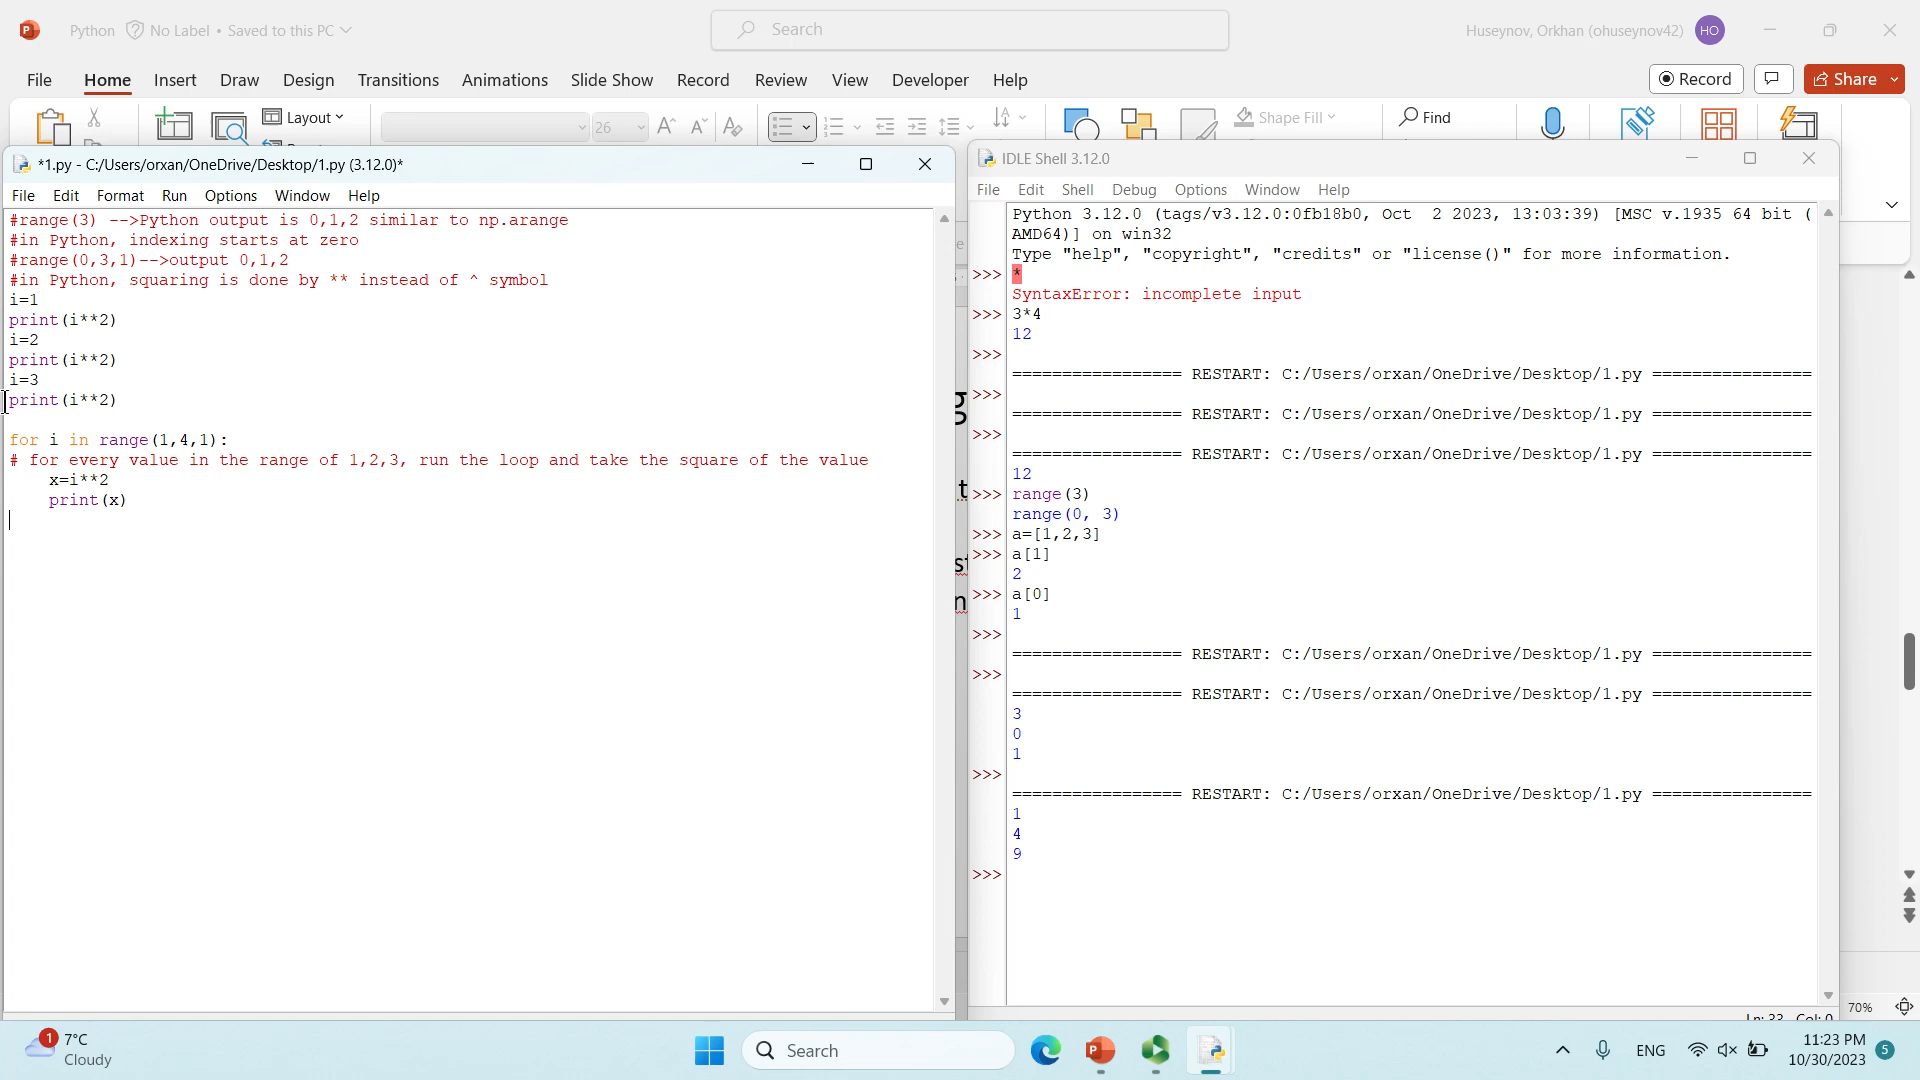 Python No Label • Saved to this PC
Search
Huseynov, Orkhan (ohuseynov42) HO
File Home Insert Draw Design Transitions Animations Slide Show Record Review View Developer Help
Record Share
Layout 26 Shape Fill Find
*1.py - C:/Users/orxan/OneDrive/Desktop/1.py (3.12.0)*
File Edit Format Run Options Window Help
#range(3) -->Python output is 0,1,2 similar to np.arange
#in Python, indexing starts at zero
#range(0,3,1)-->output 0,1,2
#in Python, squaring is done by ** instead of ^ symbol
i=1
print(i**2)
i=2
print(i**2)
i=3
print(i**2)
for i in range(1,4,1):
# for every value in the range of 1,2,3, run the loop and take the square of the value
x=i**2
print(x)
IDLE Shell 3.12.0
File Edit Shell Debug Options Window Help
Python 3.12.0 (tags/v3.12.0:0fb18b0, Oct  2 2023, 13:03:39) [MSC v.1935 64 bit (
AMD64)] on win32
Type "help", "copyright", "credits" or "license()" for more information.
>>> *
SyntaxError: incomplete input
>>> 3*4
12
>>>
================= RESTART: C:/Users/orxan/OneDrive/Desktop/1.py ================
>>>
================= RESTART: C:/Users/orxan/OneDrive/Desktop/1.py ================
>>>
================= RESTART: C:/Users/orxan/OneDrive/Desktop/1.py ================
12
>>> range(3)
range(0, 3)
>>> a=[1,2,3]
>>> a[1]
2
>>> a[0]
1
>>>
================= RESTART: C:/Users/orxan/OneDrive/Desktop/1.py ================
>>>
================= RESTART: C:/Users/orxan/OneDrive/Desktop/1.py ================
3
0
1
>>>
================= RESTART: C:/Users/orxan/OneDrive/Desktop/1.py ================
1
4
9
>>>
70%
1 7°C
Cloudy
Search
ENG
11:23 PM
10/30/2023 5